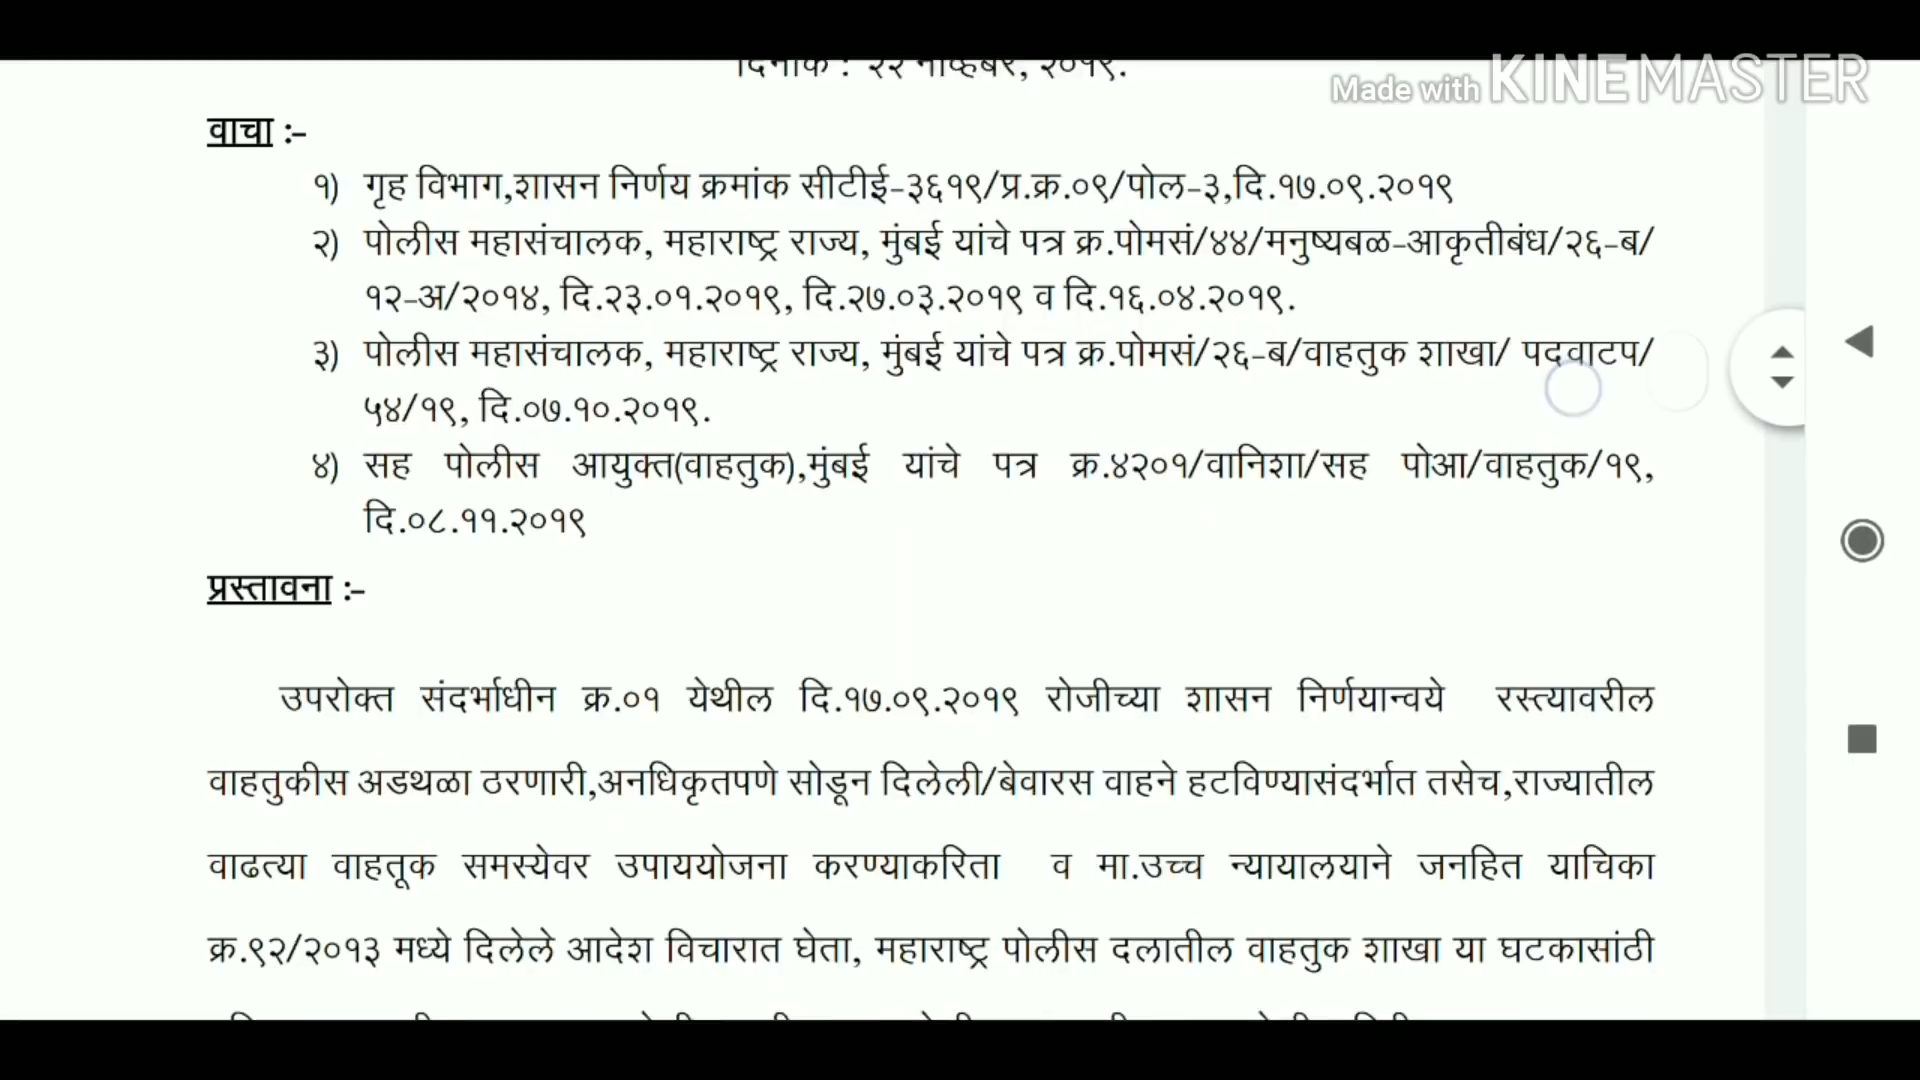 दिनांक : २२ नोव्हेंबर, २०१९.
Made with KINEMASTER
वाचा :-
१) गृह विभाग,शासन निर्णय क्रमांक सीटीई-३६१९/प्र.क्र.०९/पोल-३,दि.१७.०९.२०१९
२) पोलीस महासंचालक, महाराष्ट्र राज्य, मुंबई यांचे पत्र क्र.पोमसं/४४/मनुष्यबळ-आकृतीबंध/२६-ब/
१२-अ/२०१४, दि.२३.०१.२०१९, दि.२७.०३.२०१९ व दि.१६.०४.२०१९.
३) पोलीस महासंचालक, महाराष्ट्र राज्य, मुंबई यांचे पत्र क्र.पोमसं/२६-ब/वाहतुक शाखा/ पदवाटप/
५४/१९, दि.०७.१०.२०१९.
४) सह पोलीस आयुक्त(वाहतुक),मुंबई यांचे पत्र क्र.४२०१/वानिशा/सह पोआ/वाहतुक/१९,
दि.०८.११.२०१९
प्रस्तावना :-
उपरोक्त संदर्भाधीन क्र.०१ येथील दि.१७.०९.२०१९ रोजीच्या शासन निर्णयान्वये रस्त्यावरील
वाहतुकीस अडथळा ठरणारी,अनधिकृतपणे सोडून दिलेली/बेवारस वाहने हटविण्यासंदर्भात तसेच,राज्यातील
वाढत्या वाहतूक समस्येवर उपाययोजना करण्याकरिता व मा.उच्च न्यायालयाने जनहित याचिका
क्र.९२/२०१३ मध्ये दिलेले आदेश विचारात घेता, महाराष्ट्र पोलीस दलातील वाहतुक शाखा या घटकासांठी